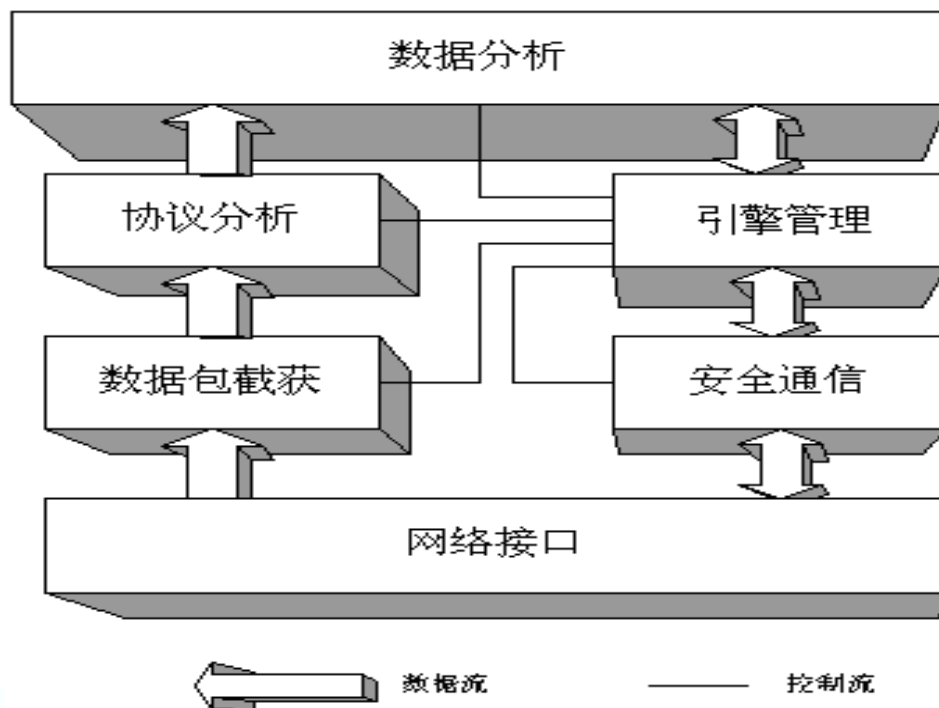 数据分析
协议分析
引擎管理
数据包截获
安全通信
网络接口
数据流
控制流